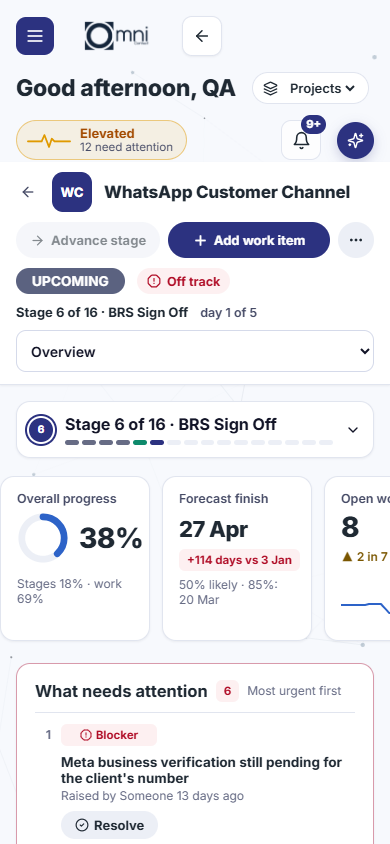 Omni
Good afternoon, QA
Projects
Elevated
12 need attention
9+
WC
WhatsApp Customer Channel
Advance stage
Add work item
UPCOMING
Off track
Stage 6 of 16 · BRS Sign Off day 1 of 5
Overview
6
Stage 6 of 16 · BRS Sign Off
Overall progress
38%
Stages 18% · work
69%
Forecast finish
27 Apr
+114 days vs 3 Jan
50% likely · 85%:
20 Mar
Open wo
8
▲ 2 in 7
What needs attention 6 Most urgent first
1 Blocker
Meta business verification still pending for
the client's number
Raised by Someone 13 days ago
Resolve